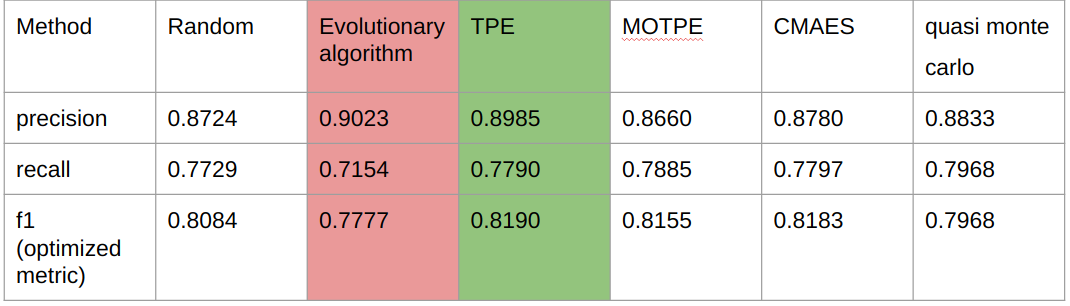 Method Random Evolutionary algorithm TPE MOTPE CMAES quasi monte carlo
precision 0.8724 0.9023 0.8985 0.8660 0.8780 0.8833
recall 0.7729 0.7154 0.7790 0.7885 0.7797 0.7968
f1 (optimized metric) 0.8084 0.7777 0.8190 0.8155 0.8183 0.7968